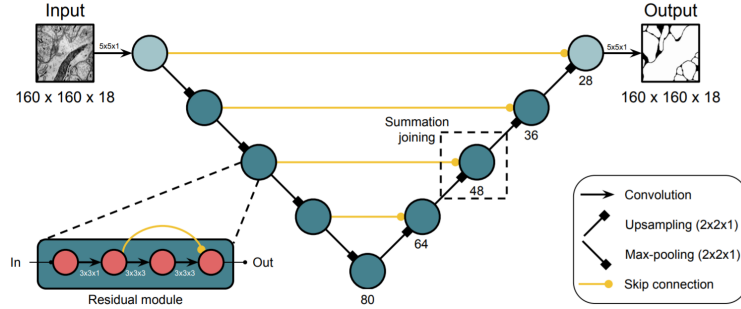 Input
Output
5x5x1
5x5x1
160 x 160 x 18
28
160 x 160 x 18
36
Summation
joining
48
64
80
In
3x3x1
3x3x3
3x3x3
Out
Residual module
Convolution
Upsampling (2x2x1)
Max-pooling (2x2x1)
Skip connection